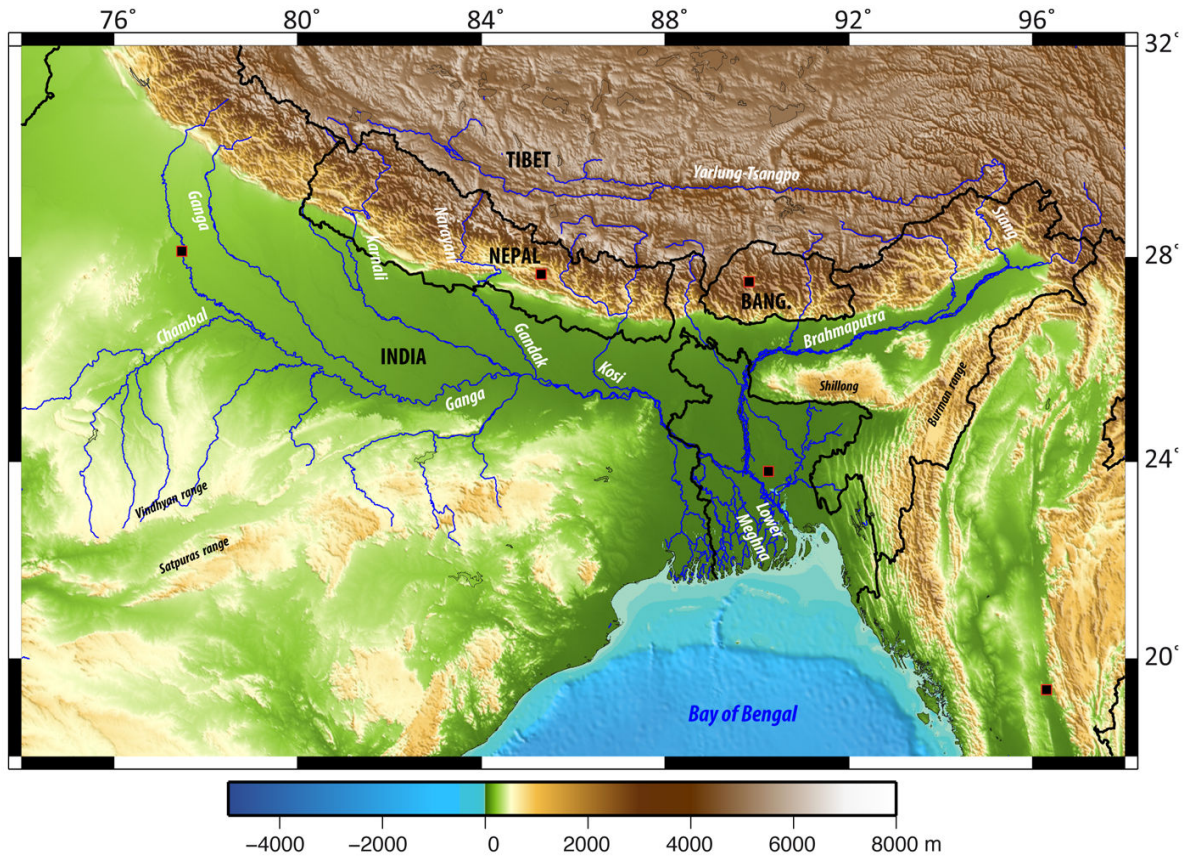 76°
80°
84°
88°
92°
96°
32°
TIBET
Yarlung-Tsangpo
Ganga
Siang
Karnali
Narayani
NEPAL
28°
BANG.
Chambal
Brahmaputra
Gandak
INDIA
Kosi
Shillong
Ganga
Burman range
24°
Vindhyan range
Lower
Meghna
Satpuras range
20°
Bay of Bengal
−4000
−2000
0
2000
4000
6000
8000 m